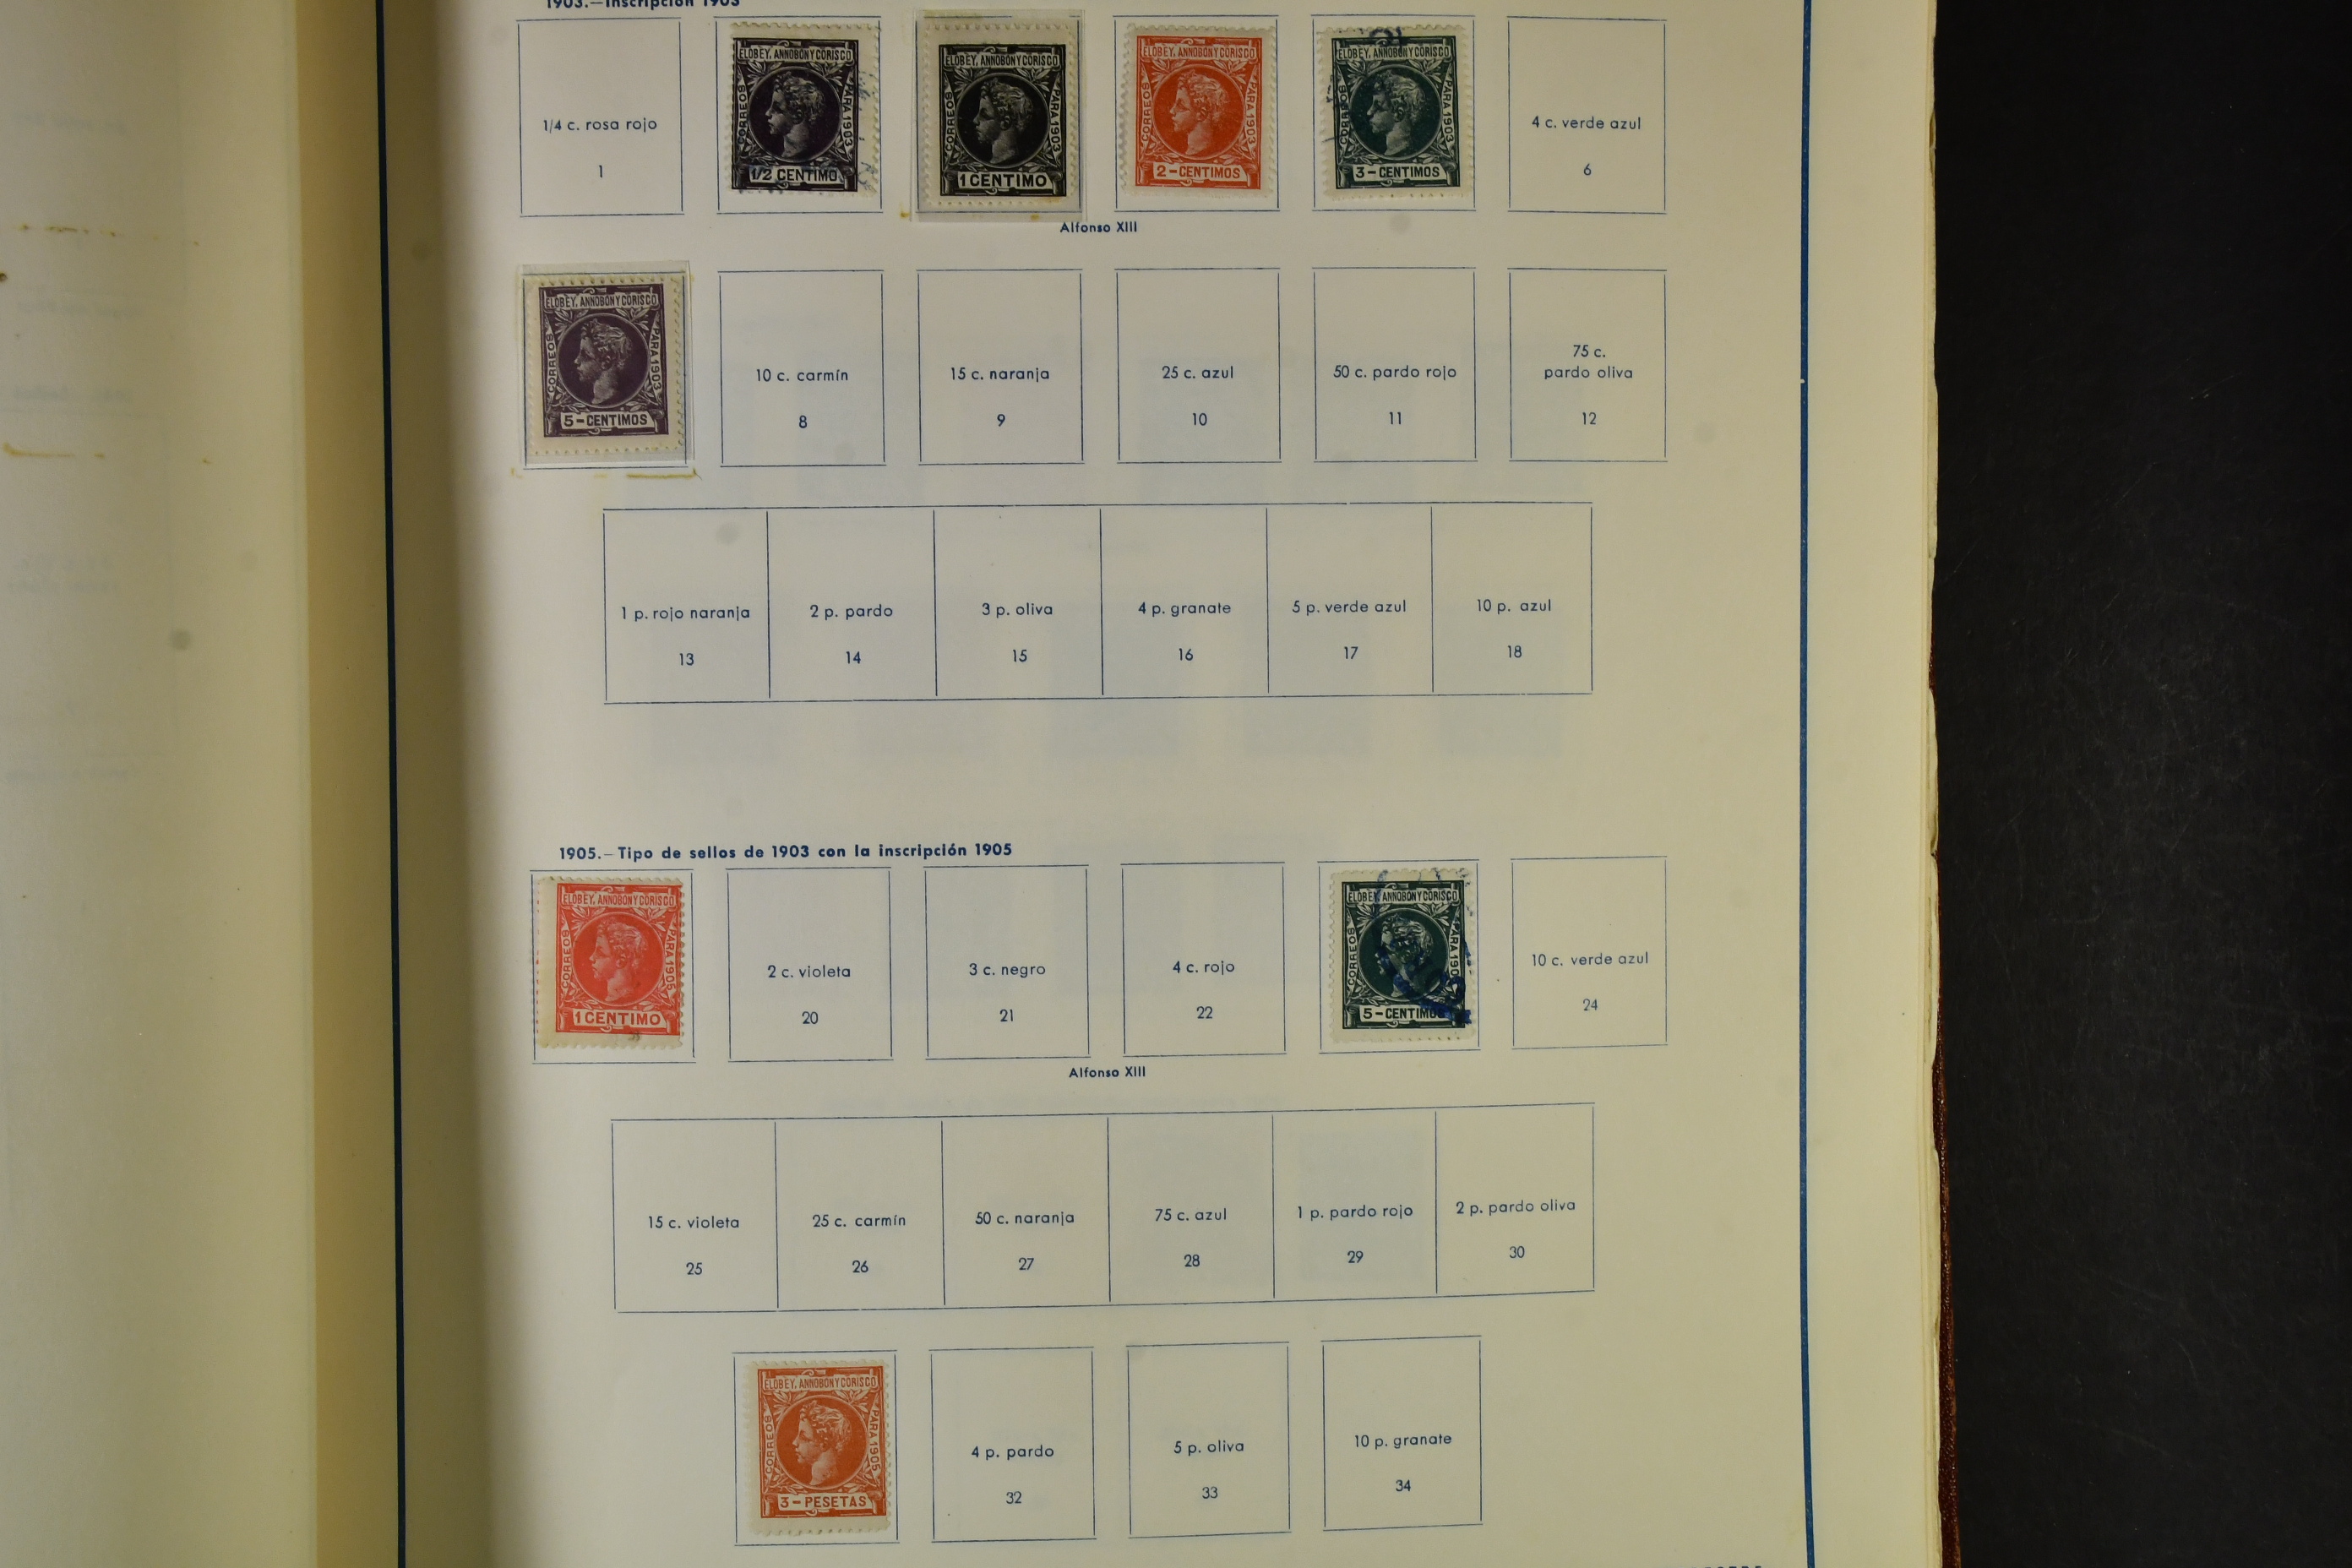 1903.—Inscripción 1903
1/4 c. rosa rojo
1
ELOBEY, ANNOBON Y CORISCO
CORREOS
PARA 1903
1/2 CENTIMO
ELOBEY, ANNOBON Y CORISCO
CORREOS
PARA 1903
1 CENTIMO
ELOBEY, ANNOBON Y CORISCO
CORREOS
PARA 1903
2-CENTIMOS
ELOBEY, ANNOBON Y CORISCO
CORREOS
PARA 1903
3-CENTIMOS
4 c. verde azul
6
Alfonso XIII
ELOBEY, ANNOBON Y CORISCO
CORREOS
PARA 1903
5-CENTIMOS
10 c. carmín
8
15 c. naranja
9
25 c. azul
10
50 c. pardo rojo
11
75 c.
pardo oliva
12
1 p. rojo naranja
13
2 p. pardo
14
3 p. oliva
15
4 p. granate
16
5 p. verde azul
17
10 p. azul
18
1905.—Tipo de sellos de 1903 con la inscripción 1905
ELOBEY, ANNOBON Y CORISCO
CORREOS
PARA 1905
1 CENTIMO
2 c. violeta
20
3 c. negro
21
4 c. rojo
22
ELOBEY, ANNOBON Y CORISCO
CORREOS
PARA 1905
5-CENTIMOS
10 c. verde azul
24
Alfonso XIII
15 c. violeta
25
25 c. carmín
26
50 c. naranja
27
75 c. azul
28
1 p. pardo rojo
29
2 p. pardo oliva
30
ELOBEY, ANNOBON Y CORISCO
CORREOS
PARA 1905
3-PESETAS
4 p. pardo
32
5 p. oliva
33
10 p. granate
34